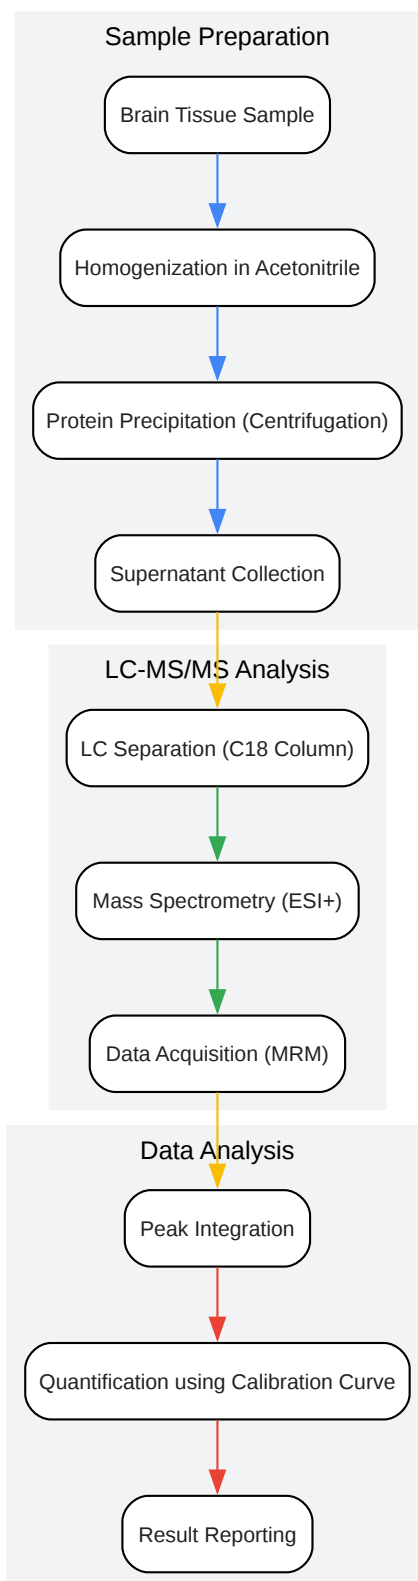 Sample Preparation
Brain Tissue Sample
Homogenization in Acetonitrile
Protein Precipitation (Centrifugation)
Supernatant Collection
LC-MS/MS Analysis
LC Separation (C18 Column)
Mass Spectrometry (ESI+)
Data Acquisition (MRM)
Data Analysis
Peak Integration
Quantification using Calibration Curve
Result Reporting